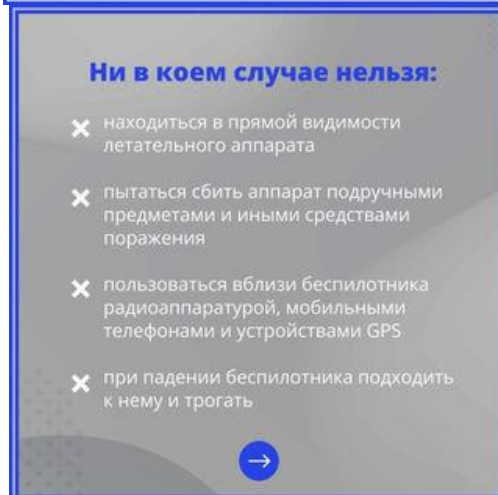 Ни в коем случае нельзя:
находиться в прямой видимости
летательного аппарата
пытаться сбить аппарат подручными
предметами и иными средствами
поражения
пользоваться вблизи беспилотника
радиоаппаратурой, мобильными
телефонами и устройствами GPS
при падении беспилотника подходить
к нему и трогать